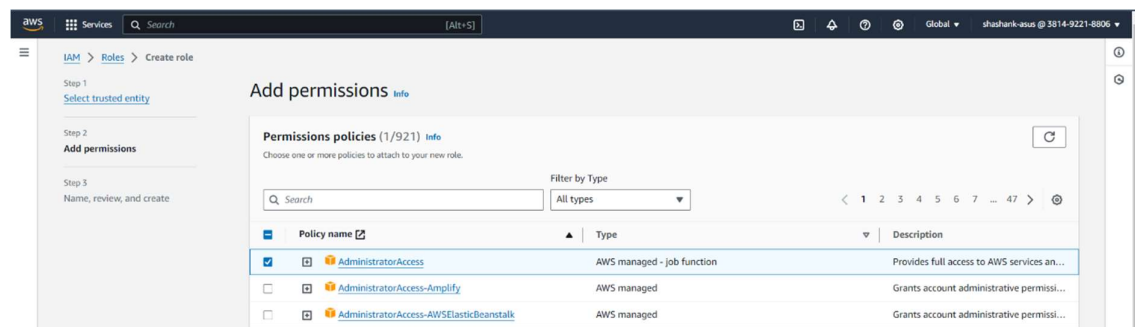 aws Services Search [Alt+S] Global shashank-asus @ 3814-9221-8806
IAM > Roles > Create role
Step 1
Select trusted entity
Step 2
Add permissions
Step 3
Name, review, and create
Add permissions Info
Permissions policies (1/921) Info
Choose one or more policies to attach to your new role.
Filter by Type
Search All types < 1 2 3 4 5 6 7 ... 47 >
Policy name Type Description
AdministratorAccess AWS managed - job function Provides full access to AWS services an...
AdministratorAccess-Amplify AWS managed Grants account administrative permissi...
AdministratorAccess-AWSElasticBeanstalk AWS managed Grants account administrative permissi...